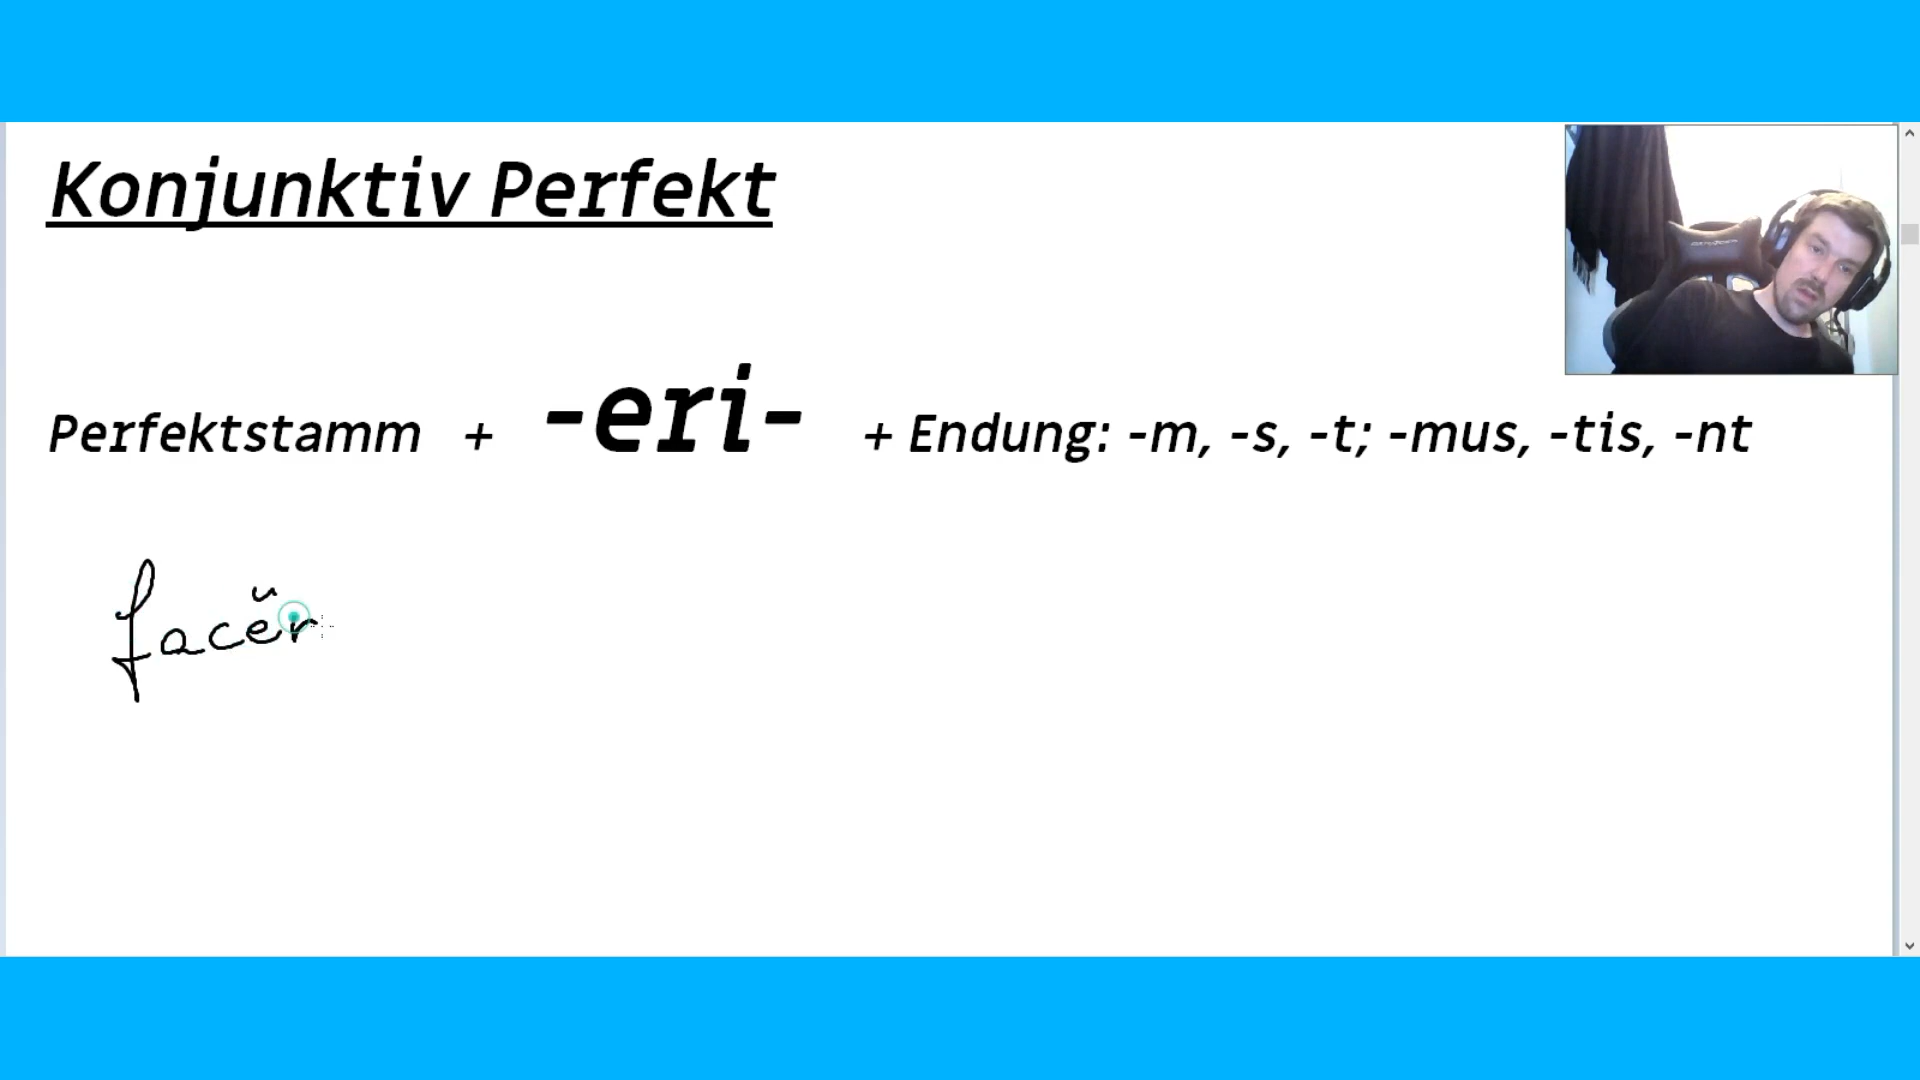 Konjunktiv Perfekt
Perfektstamm + -eri- + Endung: -m, -s, -t; -mus, -tis, -nt
facĕr